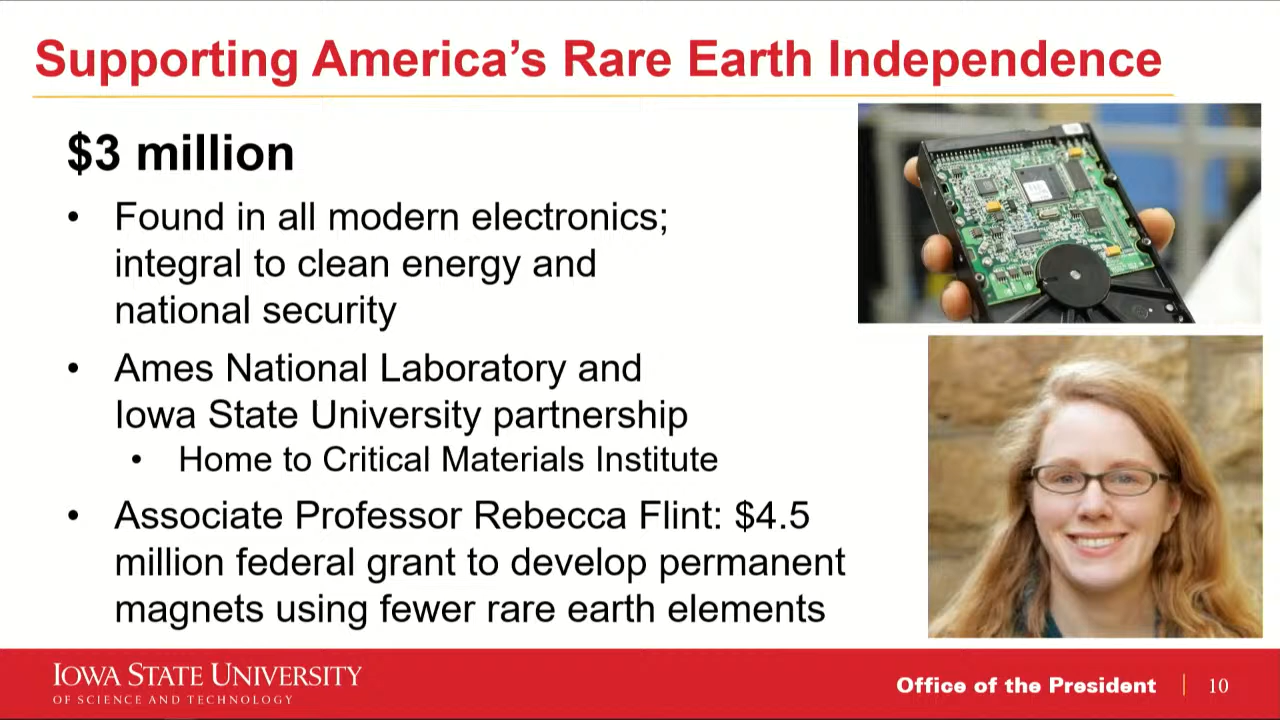 Supporting America’s Rare Earth Independence
$3 million
• Found in all modern electronics;
integral to clean energy and
national security
• Ames National Laboratory and
Iowa State University partnership
• Home to Critical Materials Institute
• Associate Professor Rebecca Flint: $4.5
million federal grant to develop permanent
magnets using fewer rare earth elements
IOWA STATE UNIVERSITY
OF SCIENCE AND TECHNOLOGY
Office of the President | 10